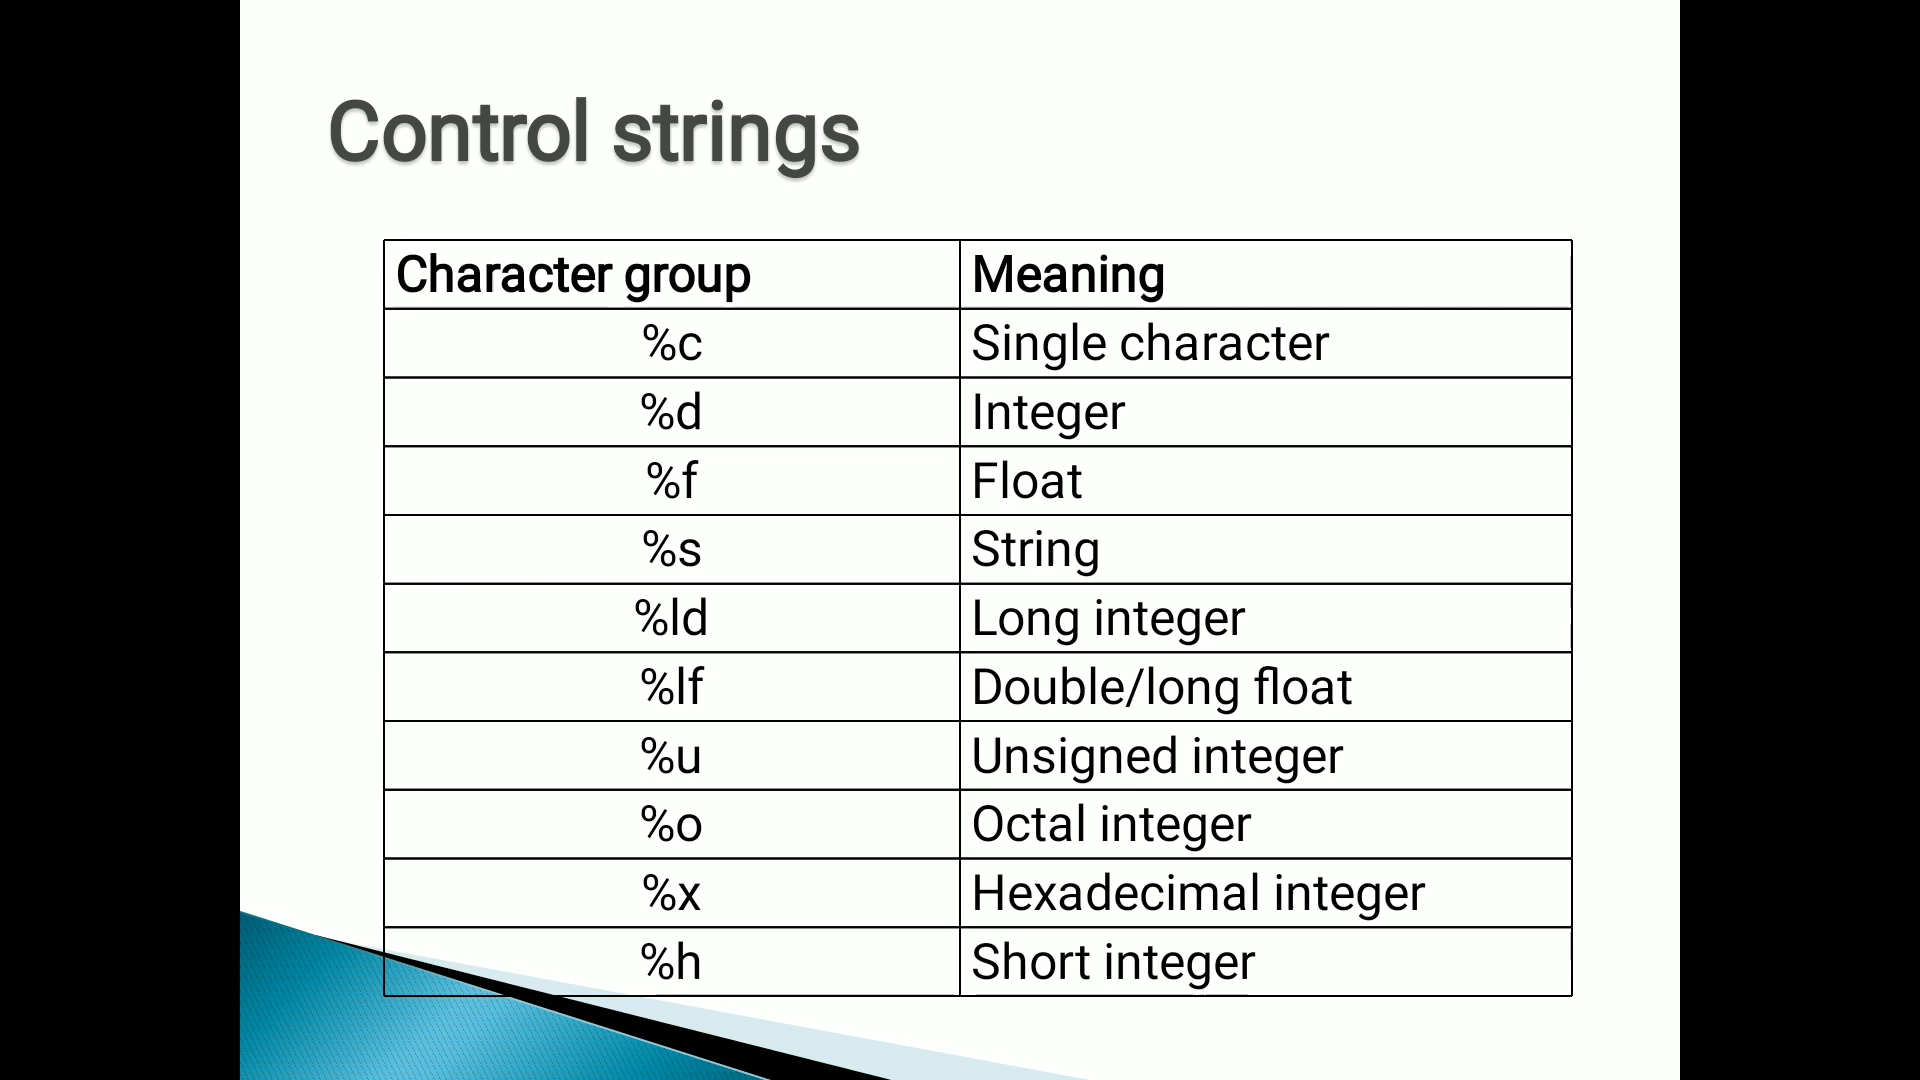 Control strings
Character group Meaning
%c Single character
%d Integer
%f Float
%s String
%ld Long integer
%lf Double/long float
%u Unsigned integer
%o Octal integer
%x Hexadecimal integer
%h Short integer